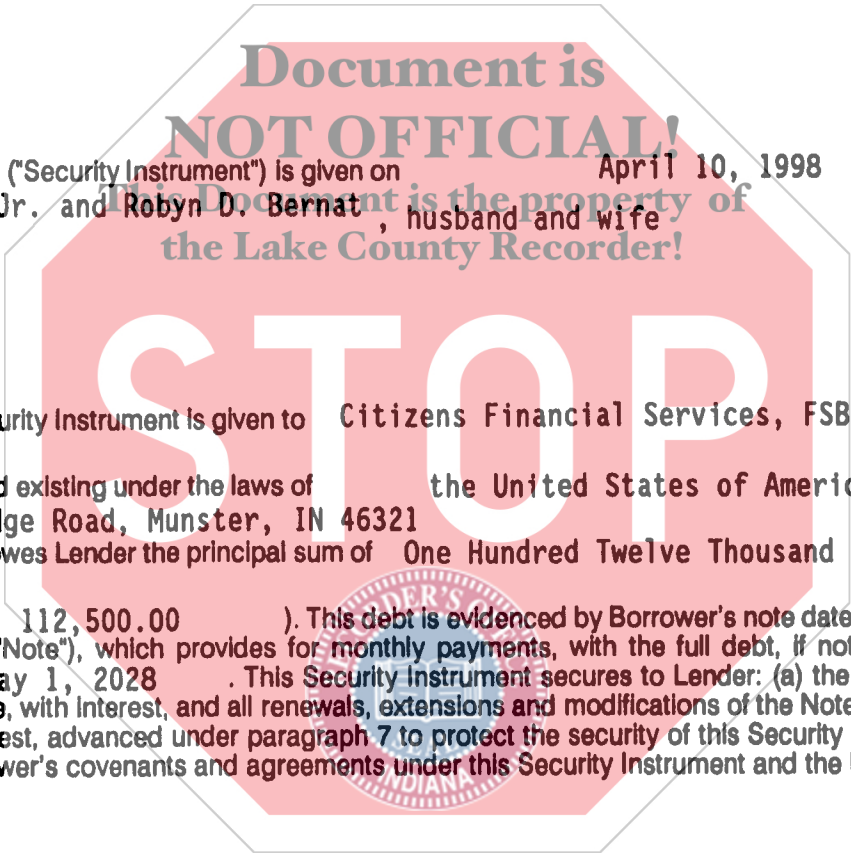 Document is
NOT OFFICIAL!
("Security Instrument") is given on April 10, 1998
This Document is the property of
Jr. and Robyn D. Bernat , husband and wife
the Lake County Recorder!
STOP
urity Instrument is given to Citizens Financial Services, FSB
d existing under the laws of the United States of Americ
lge Road, Munster, IN 46321
owes Lender the principal sum of One Hundred Twelve Thousand
112,500.00 ). This debt is evidenced by Borrower's note date
"Note"), which provides for monthly payments, with the full debt, if not
ay 1, 2028 . This Security Instrument secures to Lender: (a) the
e, with interest, and all renewals, extensions and modifications of the Note
est, advanced under paragraph 7 to protect the security of this Security
wer's covenants and agreements under this Security Instrument and the
INDIANA